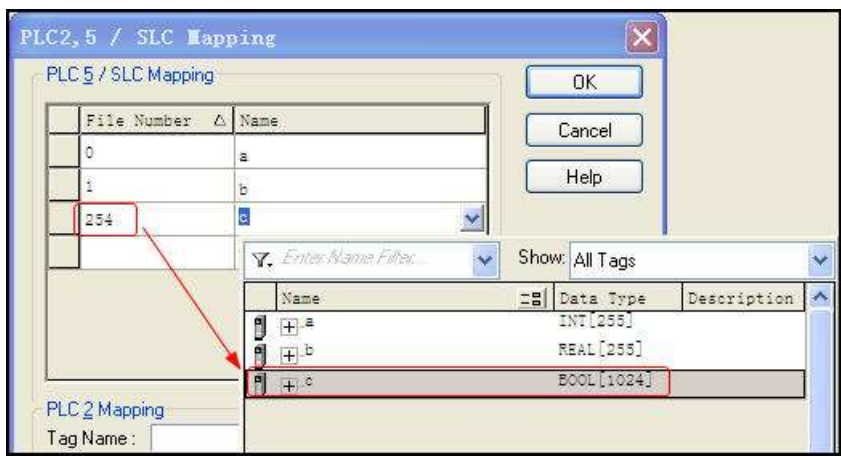 PLC2,5 / SLC Mapping
PLC 5 / SLC Mapping
OK
File Number Name
Cancel
0 a
Help
1 b
254 c
Enter Name Filter... Show: All Tags
Name Data Type Description
a INT[255]
b REAL[255]
c BOOL[1024]
PLC 2 Mapping
Tag Name :